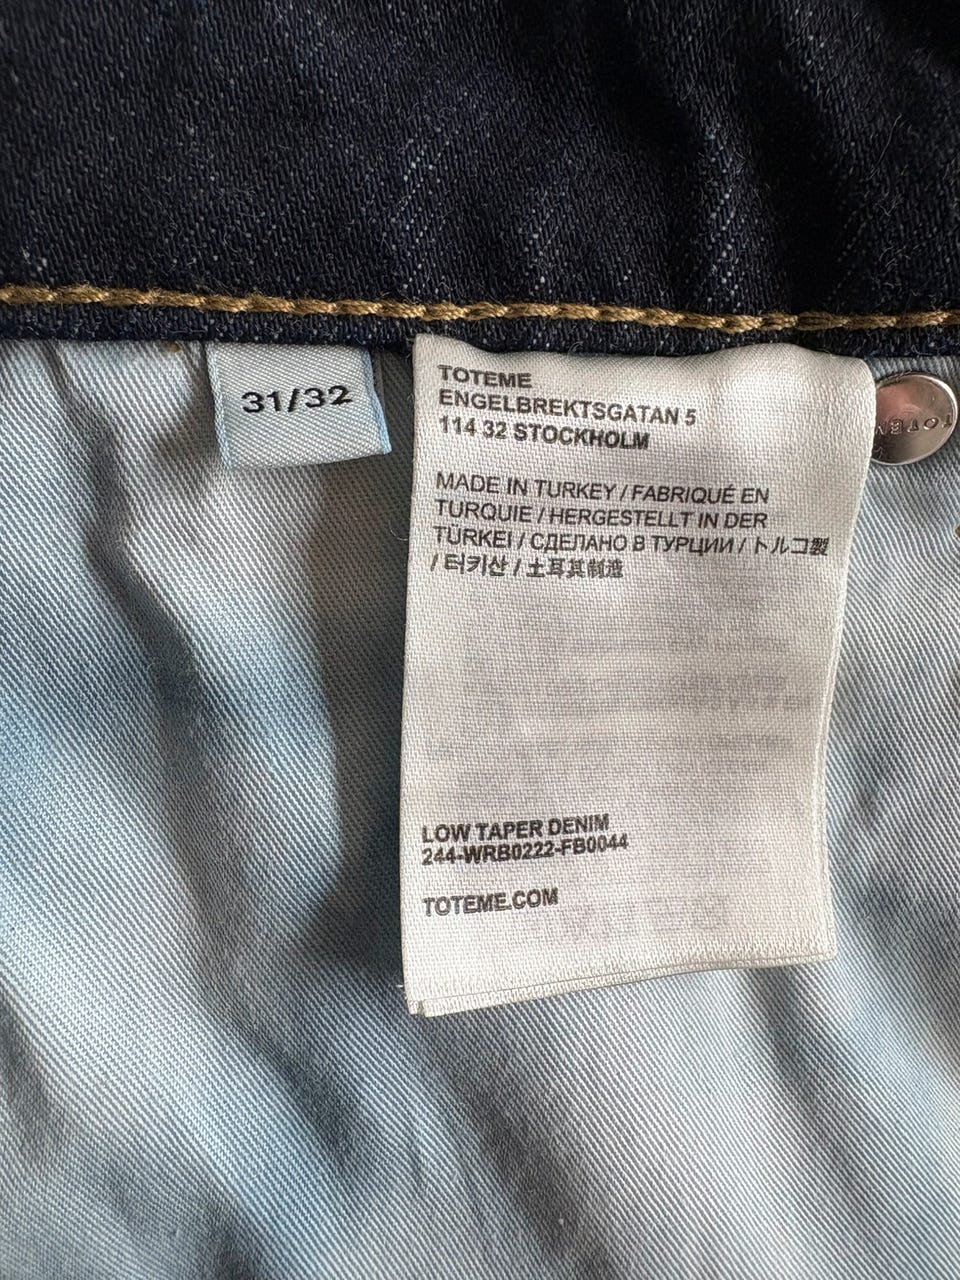 31/32
TOTEME
ENGELBREKTSGATAN 5
114 32 STOCKHOLM
MADE IN TURKEY / FABRIQUÉ EN
TURQUIE / HERGESTELLT IN DER
TÜRKEI / СДЕЛАНО В ТУРЦИИ / トルコ製
/ 터키산 / 土耳其制造
LOW TAPER DENIM
244-WRB0222-FB0044
TOTEME.COM